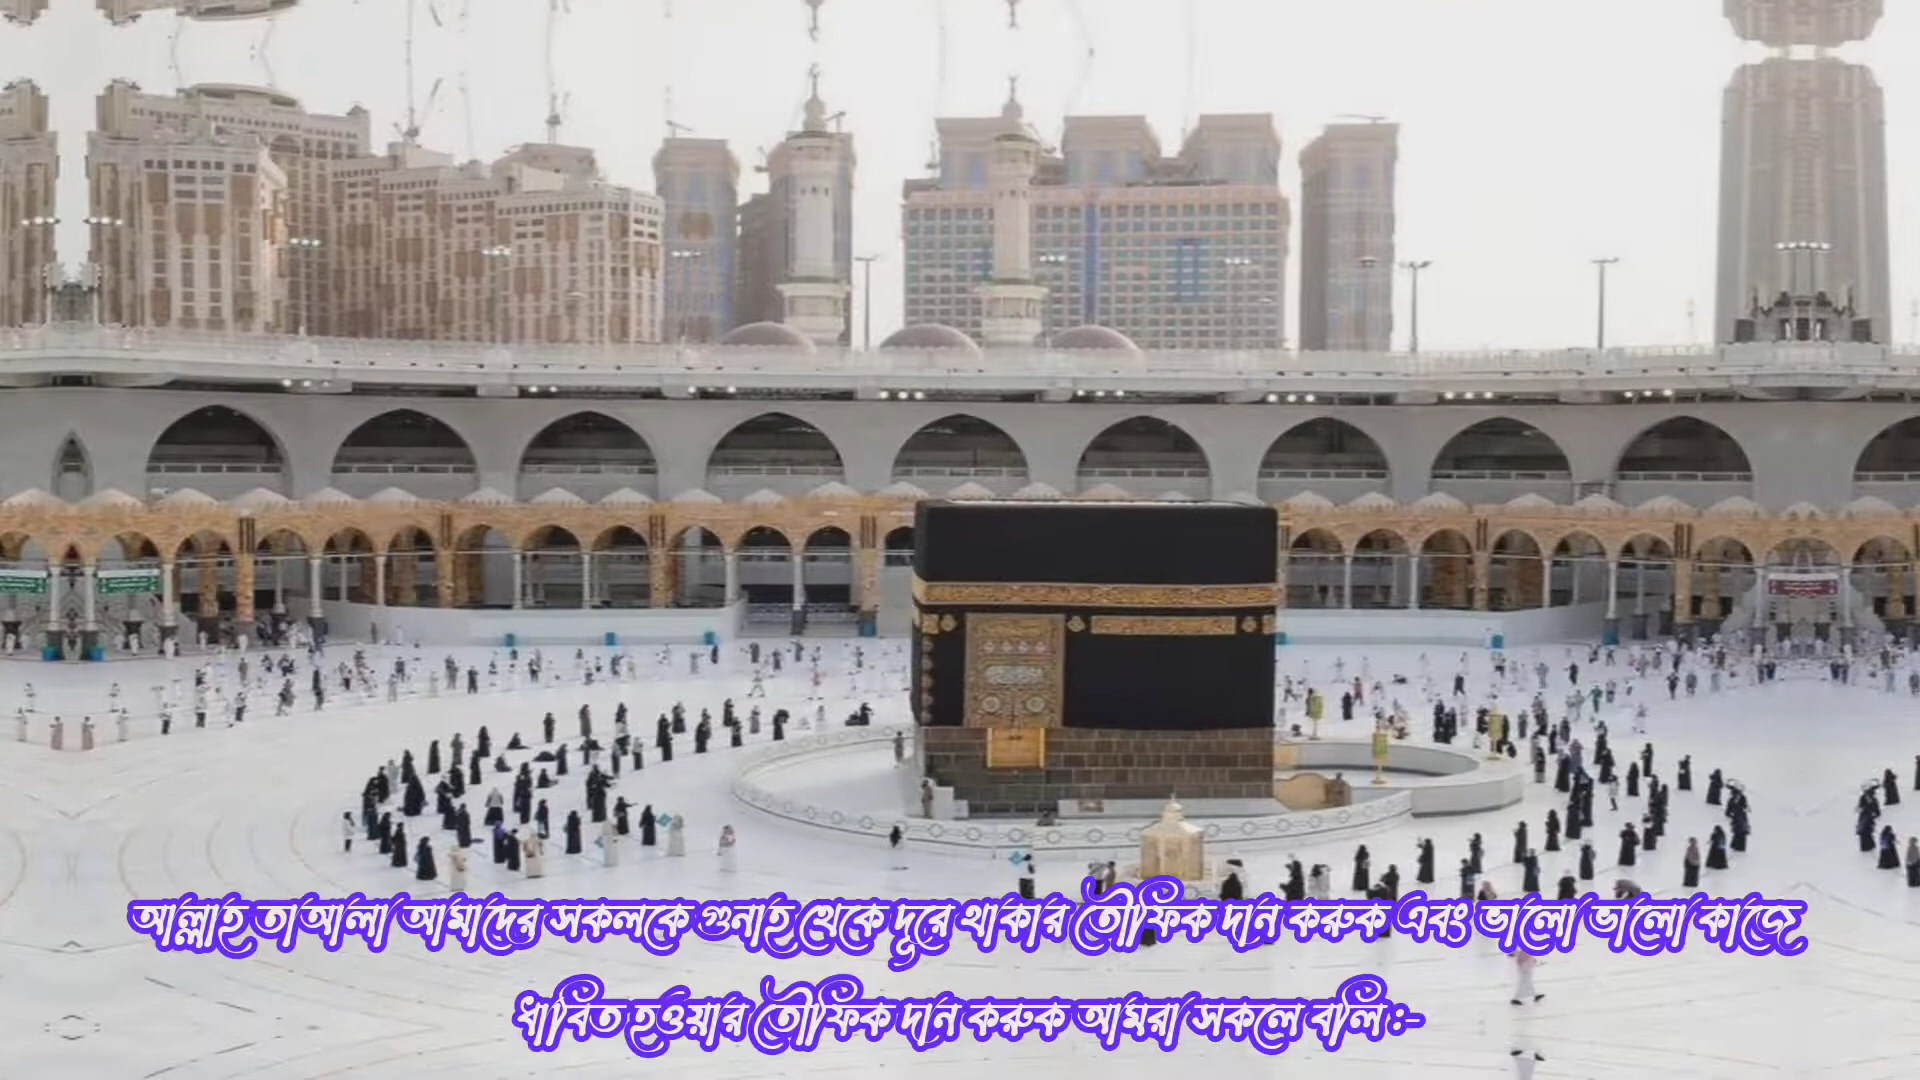 আল্লাহ তাআলা আমাদের সকলকে গুনাহ থেকে দূরে থাকার তৌফিক দান করুক এবং ভালো ভালো কাজে
ধাবিত হওয়ার তৌফিক দান করুক আমরা সকলে বলি :-